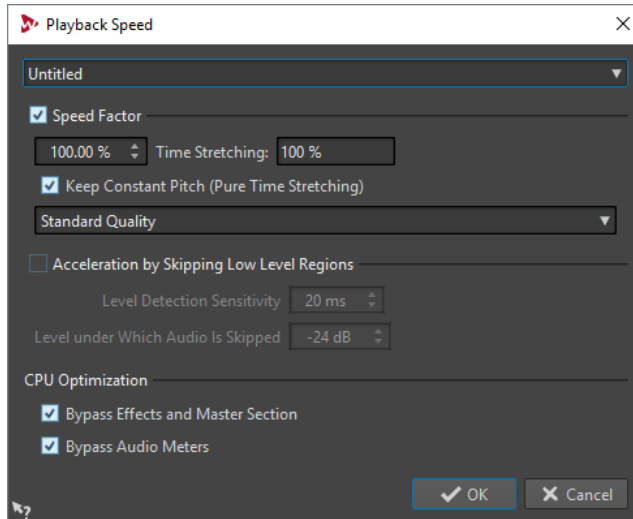 Playback Speed
Untitled
Speed Factor
100.00 % Time Stretching: 100 %
Keep Constant Pitch (Pure Time Stretching)
Standard Quality
Acceleration by Skipping Low Level Regions
Level Detection Sensitivity 20 ms
Level under Which Audio Is Skipped -24 dB
CPU Optimization
Bypass Effects and Master Section
Bypass Audio Meters
OK Cancel